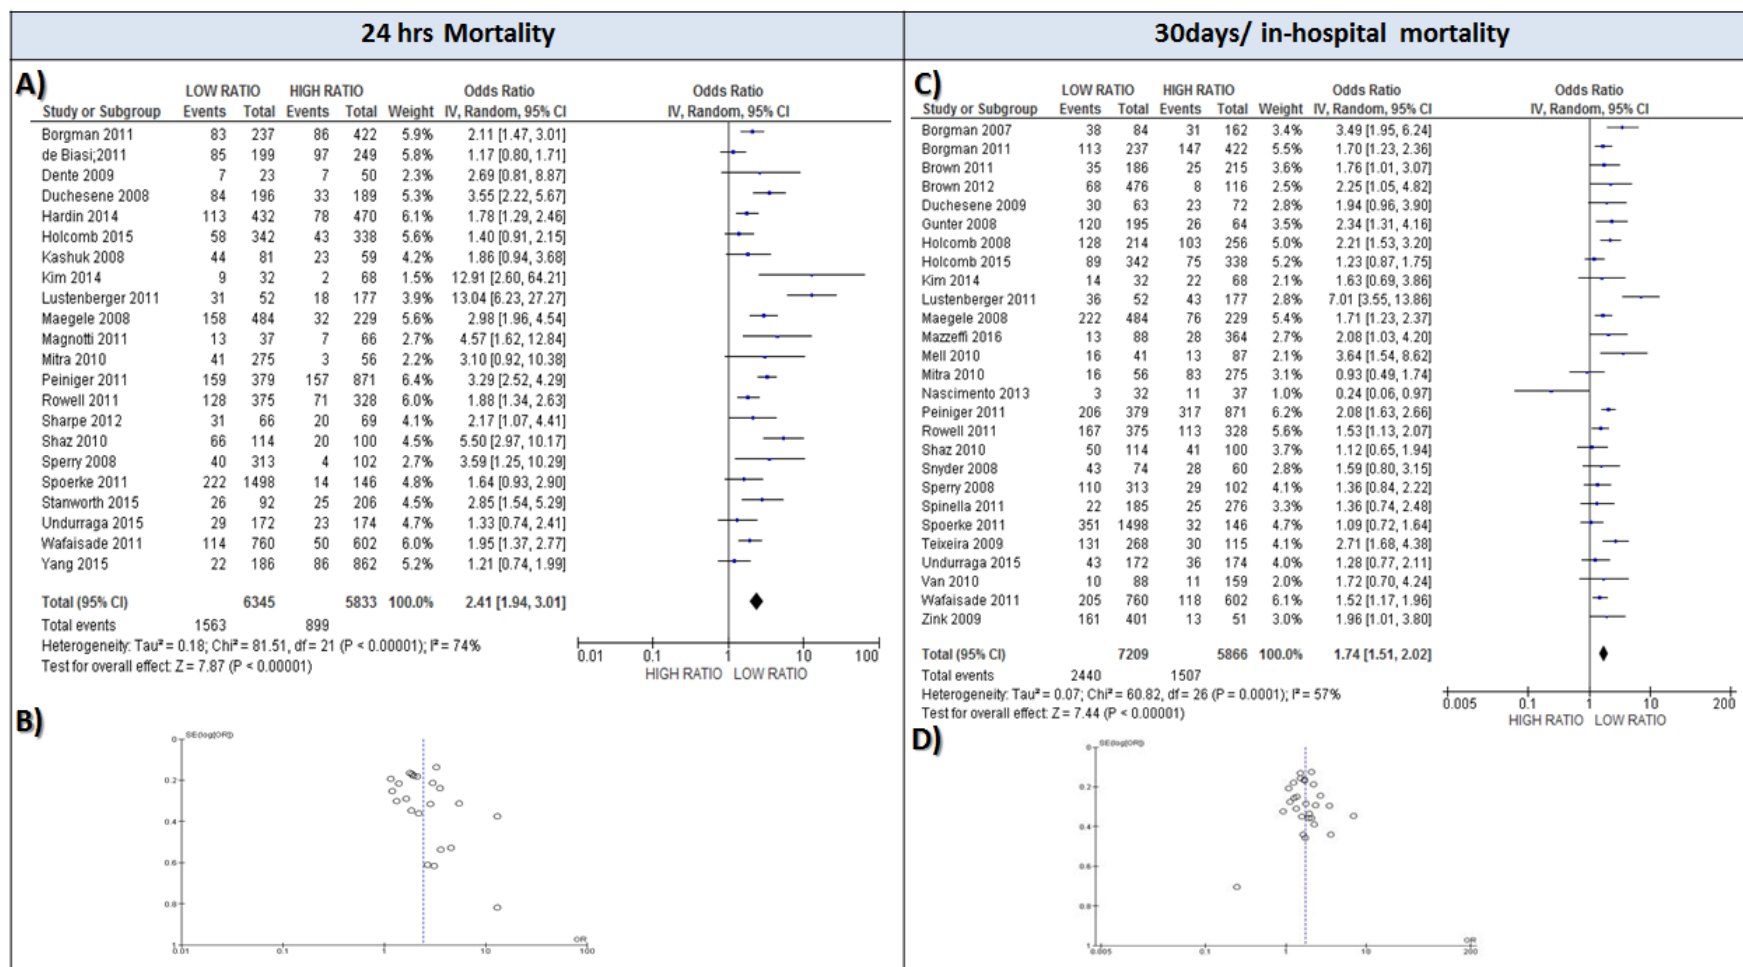 24 hrs Mortality
A)
LOW RATIO HIGH RATIO Odds Ratio Odds Ratio
Study or Subgroup Events Total Events Total Weight IV, Random, 95% CI IV, Random, 95% CI
Borgman 2011 83 237 86 422 5.9% 2.11 [1.47, 3.01]
de Biasi;2011 85 199 97 249 5.8% 1.17 [0.80, 1.71]
Dente 2009 7 23 7 50 2.3% 2.69 [0.81, 8.87]
Duchesene 2008 84 196 33 189 5.3% 3.55 [2.22, 5.67]
Hardin 2014 113 432 78 470 6.1% 1.78 [1.29, 2.46]
Holcomb 2015 58 342 43 338 5.6% 1.40 [0.91, 2.15]
Kashuk 2008 44 81 23 59 4.2% 1.86 [0.94, 3.68]
Kim 2014 9 32 2 68 1.5% 12.91 [2.60, 64.21]
Lustenberger 2011 31 52 18 177 3.9% 13.04 [6.23, 27.27]
Maegele 2008 158 484 32 229 5.4% 2.98 [1.96, 4.54]
Magnotti 2011 13 37 7 66 2.7% 4.57 [1.62, 12.84]
Mitra 2010 41 275 3 56 2.2% 3.10 [0.92, 10.38]
Peiniger 2011 159 379 157 871 6.4% 3.29 [2.52, 4.29]
Rowell 2011 128 375 71 328 6.0% 1.88 [1.34, 2.63]
Sharpe 2012 31 66 20 69 4.1% 2.17 [1.07, 4.41]
Shaz 2010 66 114 20 100 4.5% 5.50 [2.97, 10.17]
Sperry 2008 40 313 4 102 2.7% 3.59 [1.25, 10.29]
Spoerke 2011 222 1498 14 146 4.8% 1.64 [0.93, 2.90]
Stanworth 2015 26 92 25 206 4.5% 2.85 [1.54, 5.29]
Undurraga 2015 29 172 23 174 4.7% 1.33 [0.74, 2.41]
Wafaisade 2011 114 760 50 602 6.0% 1.95 [1.37, 2.77]
Yang 2015 22 186 86 862 5.2% 1.21 [0.74, 1.99]
Total (95% CI) 6345 5833 100.0% 2.41 [1.94, 3.01]
Total events 1563 899
Heterogeneity: Tau² = 0.18; Chi² = 81.51, df = 21 (P < 0.00001); I² = 74%
Test for overall effect: Z = 7.87 (P < 0.00001)
0.01 0.1 1 10 100
HIGH RATIO LOW RATIO
B)
SE(log[OR])
0
0.2
0.4
0.6
0.8
1
0.01 0.1 1 10 100
OR
30days/ in-hospital mortality
C)
LOW RATIO HIGH RATIO Odds Ratio Odds Ratio
Study or Subgroup Events Total Events Total Weight IV, Random, 95% CI IV, Random, 95% CI
Borgman 2007 38 84 31 162 3.4% 3.49 [1.95, 6.24]
Borgman 2011 113 237 147 422 5.5% 1.70 [1.23, 2.36]
Brown 2011 35 186 25 215 3.6% 1.76 [1.01, 3.07]
Brown 2012 68 476 8 116 2.5% 2.25 [1.05, 4.82]
Duchesene 2009 30 63 23 72 2.8% 1.94 [0.96, 3.90]
Gunter 2008 120 195 26 64 3.5% 2.34 [1.31, 4.16]
Holcomb 2008 128 214 103 256 5.0% 2.21 [1.53, 3.20]
Holcomb 2015 89 342 75 338 5.2% 1.23 [0.87, 1.75]
Kim 2014 14 32 22 68 2.1% 1.63 [0.69, 3.86]
Lustenberger 2011 36 52 43 177 2.8% 7.01 [3.55, 13.86]
Maegele 2008 222 484 76 229 5.5% 1.71 [1.23, 2.37]
Mazzeffi 2016 13 88 28 364 2.8% 2.08 [1.03, 4.20]
Mell 2010 16 41 13 87 2.1% 3.64 [1.54, 8.62]
Mitra 2010 16 56 83 275 3.1% 0.93 [0.49, 1.74]
Nascimento 2013 3 32 11 37 1.0% 0.24 [0.06, 0.97]
Peiniger 2011 206 379 317 871 6.2% 2.08 [1.63, 2.66]
Rowell 2011 167 375 113 328 5.6% 1.53 [1.13, 2.07]
Shaz 2010 50 114 41 100 3.7% 1.12 [0.65, 1.94]
Snyder 2008 43 74 28 60 2.8% 1.59 [0.80, 3.15]
Sperry 2008 110 313 29 102 4.1% 1.36 [0.84, 2.22]
Spinella 2011 22 185 25 276 3.3% 1.36 [0.74, 2.48]
Spoerke 2011 351 1498 32 146 4.7% 1.09 [0.72, 1.64]
Teixeira 2009 131 268 30 115 4.2% 2.71 [1.68, 4.38]
Undurraga 2015 43 172 36 174 4.0% 1.28 [0.77, 2.11]
Van 2010 10 88 11 159 2.0% 1.72 [0.70, 4.24]
Wafaisade 2011 205 760 118 602 6.0% 1.52 [1.17, 1.96]
Zink 2009 161 401 13 51 3.0% 1.96 [1.01, 3.80]
Total (95% CI) 7209 5866 100.0% 1.74 [1.51, 2.02]
Total events 2440 1507
Heterogeneity: Tau² = 0.07; Chi² = 60.82, df = 26 (P = 0.0001); I² = 57%
Test for overall effect: Z = 7.44 (P < 0.00001)
0.005 0.1 1 10 200
HIGH RATIO LOW RATIO
D)
SE(log[OR])
0
0.2
0.4
0.6
0.8
1
0.005 0.1 1 10 200
OR